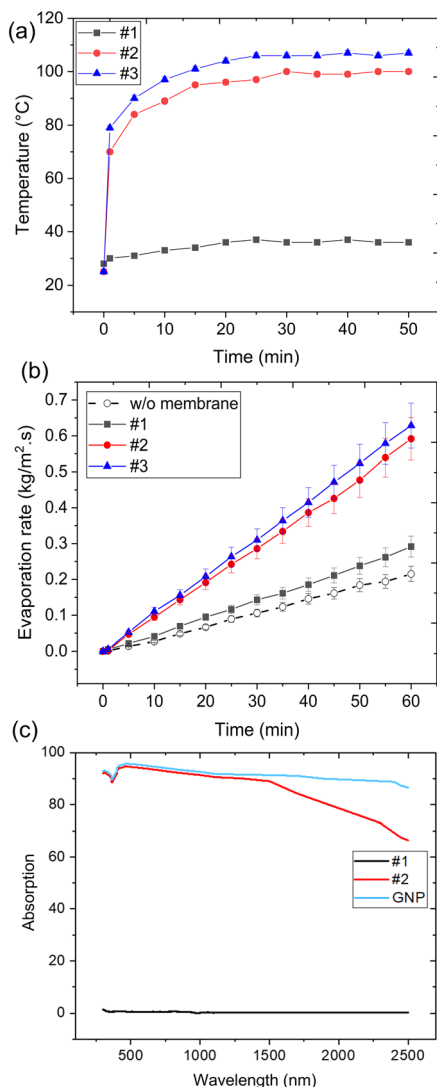 (a)
120
100
80
60
40
20
Temperature (°C)
#1
#2
#3
0 10 20 30 40 50
Time (min)
(b)
0.7
0.6
0.5
0.4
0.3
0.2
0.1
0.0
Evaporation rate (kg/m².s)
w/o membrane
#1
#2
#3
0 10 20 30 40 50 60
Time (min)
(c)
100
80
60
40
20
0
Absorption
#1
#2
GNP
500 1000 1500 2000 2500
Wavelength (nm)